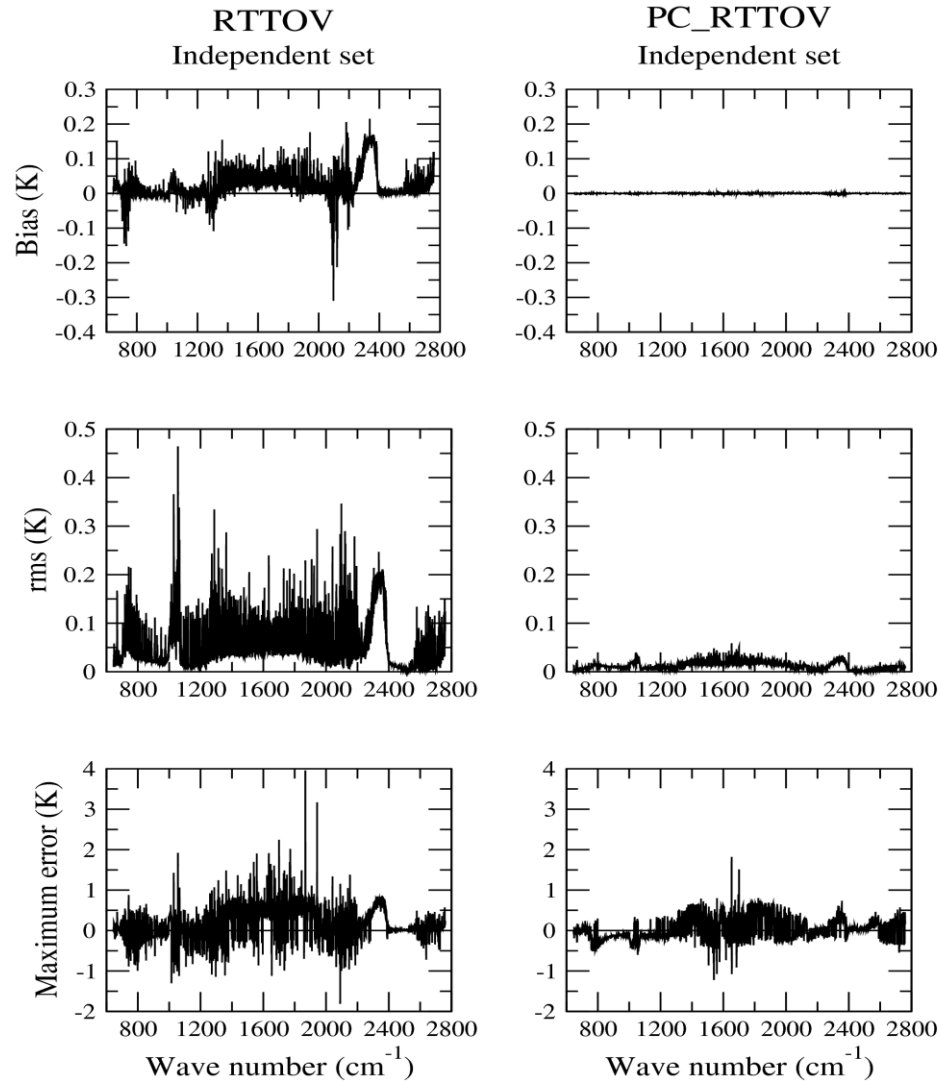 RTTOV
Independent set
PC_RTTOV
Independent set
Bias (K)
0.3
0.2
0.1
0
-0.1
-0.2
-0.3
-0.4
800 1200 1600 2000 2400 2800
0.3
0.2
0.1
0
-0.1
-0.2
-0.3
-0.4
800 1200 1600 2000 2400 2800
rms (K)
0.5
0.4
0.3
0.2
0.1
0
800 1200 1600 2000 2400 2800
0.5
0.4
0.3
0.2
0.1
0
800 1200 1600 2000 2400 2800
Maximum error (K)
4
3
2
1
0
-1
-2
800 1200 1600 2000 2400 2800
Wave number (cm⁻¹)
4
3
2
1
0
-1
-2
800 1200 1600 2000 2400 2800
Wave number (cm⁻¹)